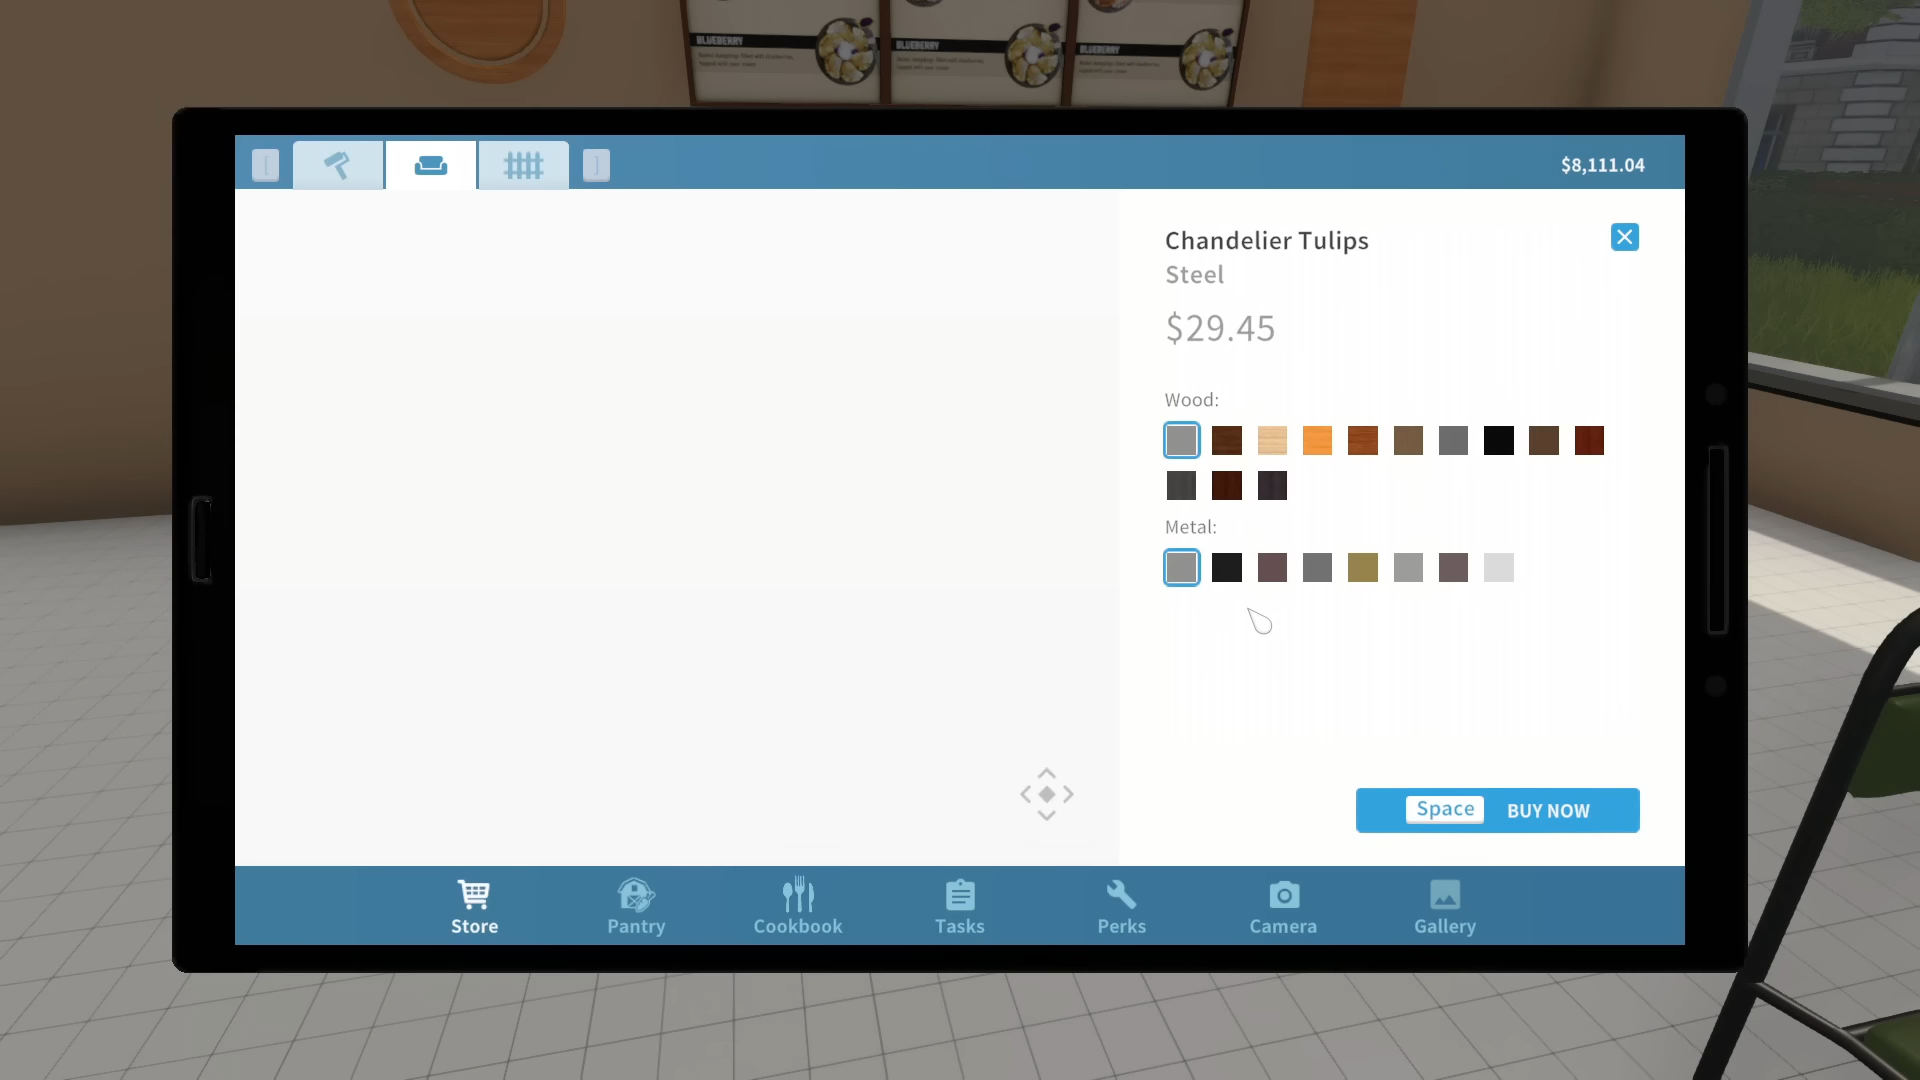 BLUEBERRY
BLUEBERRY
BLUEBERRY
[
]
$8,111.04
Chandelier Tulips
Steel
$29.45
Wood:
Metal:
Space
BUY NOW
Store
Pantry
Cookbook
Tasks
Perks
Camera
Gallery